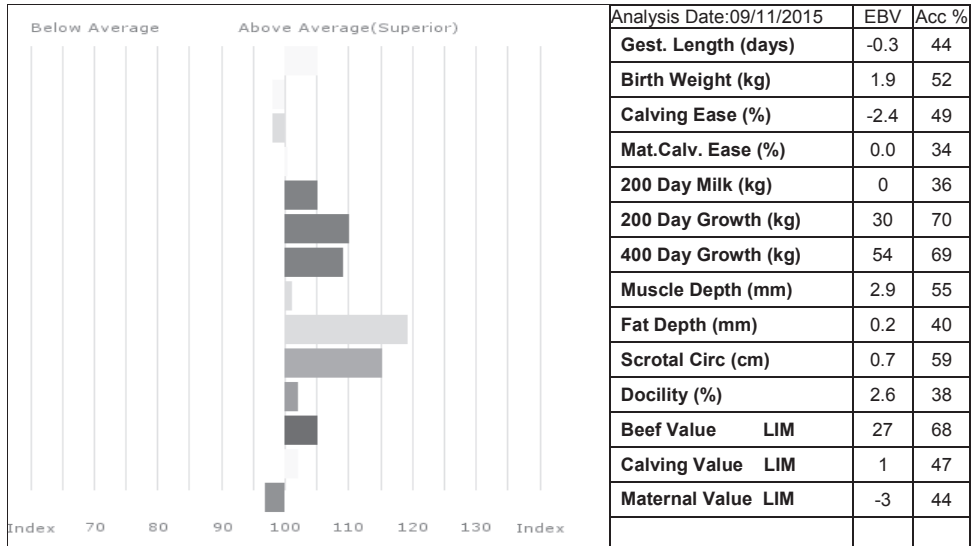 Below Average Above Average(Superior)
Index 70 80 90 100 110 120 130 Index
Analysis Date:09/11/2015 EBV Acc %
Gest. Length (days) -0.3 44
Birth Weight (kg) 1.9 52
Calving Ease (%) -2.4 49
Mat.Calv. Ease (%) 0.0 34
200 Day Milk (kg) 0 36
200 Day Growth (kg) 30 70
400 Day Growth (kg) 54 69
Muscle Depth (mm) 2.9 55
Fat Depth (mm) 0.2 40
Scrotal Circ (cm) 0.7 59
Docility (%) 2.6 38
Beef Value LIM 27 68
Calving Value LIM 1 47
Maternal Value LIM -3 44